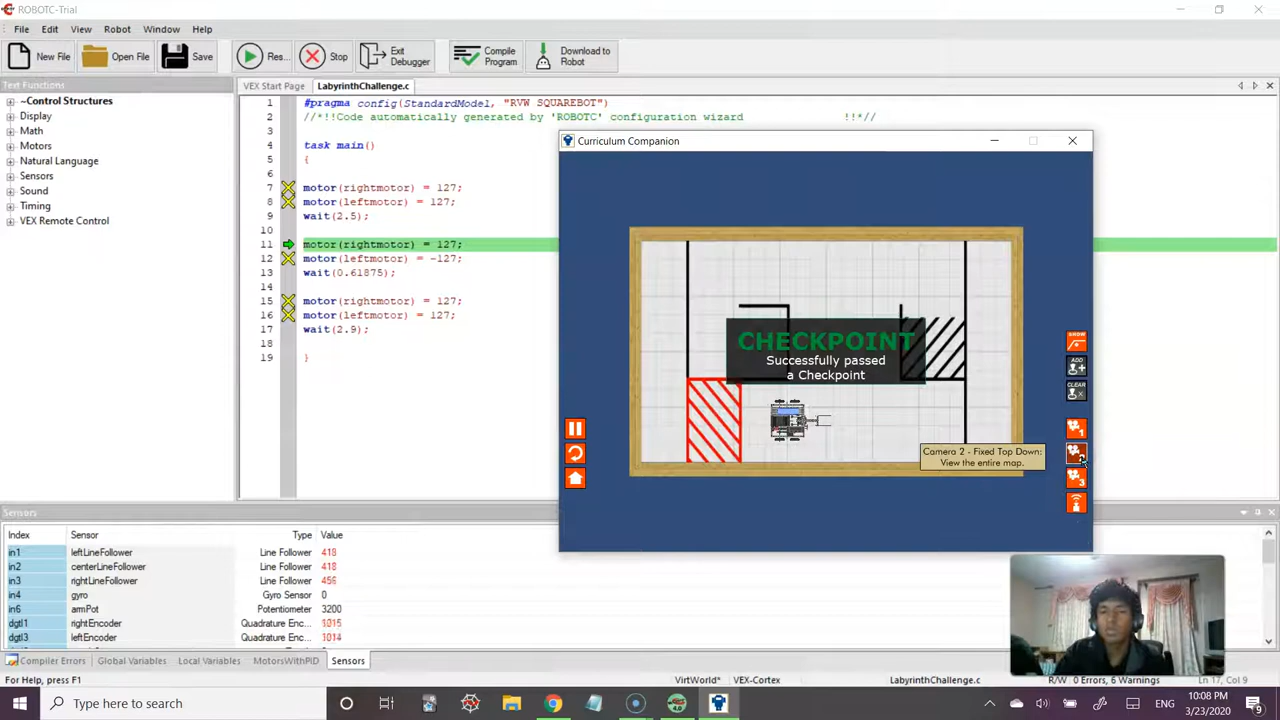 ROBOTC-Trial
File Edit View Robot Window Help
New File Open File Save Res... Stop Exit Debugger Compile Program Download to Robot
Text Functions
~Control Structures
Display
Math
Motors
Natural Language
Sensors
Sound
Timing
VEX Remote Control
VEX Start Page LabyrinthChallenge.c
1 #pragma config(StandardModel, "RVW SQUAREBOT")
2 //*!!Code automatically generated by 'ROBOTC' configuration wizard !!*//
3
4 task main()
5 {
6
7 motor(rightmotor) = 127;
8 motor(leftmotor) = 127;
9 wait(2.5);
10
11 motor(rightmotor) = 127;
12 motor(leftmotor) = -127;
13 wait(0.61875);
14
15 motor(rightmotor) = 127;
16 motor(leftmotor) = 127;
17 wait(2.9);
18
19 }
Curriculum Companion
CHECKPOINT
Successfully passed
a Checkpoint
SHOW
ADD
CLEAR
1
Camera 2 - Fixed Top Down:
View the entire map.
3
Sensors
Index Sensor Type Value
in1 leftLineFollower Line Follower 418
in2 centerLineFollower Line Follower 418
in3 rightLineFollower Line Follower 456
in4 gyro Gyro Sensor 0
in6 armPot Potentiometer 3200
dgtl1 rightEncoder Quadrature Enc... 1015
dgtl3 leftEncoder Quadrature Enc... 1014
Compiler Errors Global Variables Local Variables MotorsWithPID Sensors
For help, press F1 VirtWorld* VEX-Cortex LabyrinthChallenge.c R/W 0 Errors, 6 Warnings Ln 17, Col 11
Type here to search
ENG
10:08 PM
3/23/2020
9